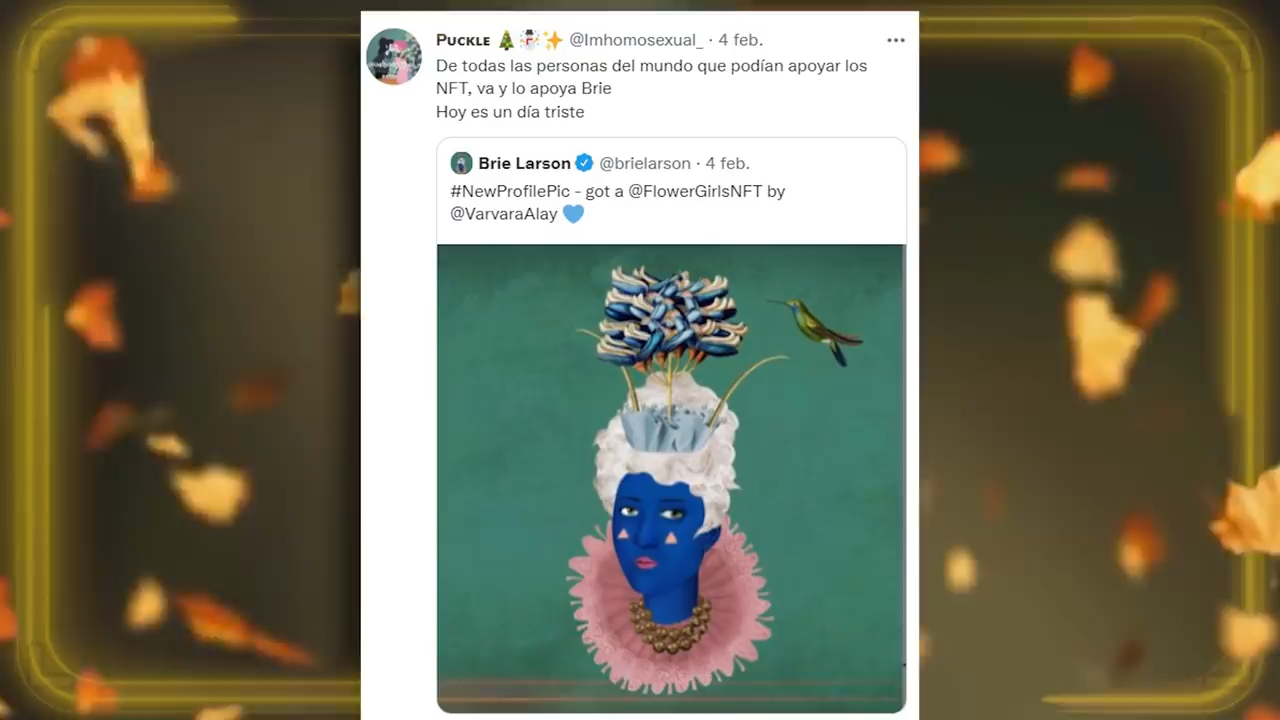 Puckle 🎄☃️✨ @Imhomosexual_ · 4 feb.
De todas las personas del mundo que podían apoyar los
NFT, va y lo apoya Brie
Hoy es un día triste
Brie Larson @brielarson · 4 feb.
#NewProfilePic - got a @FlowerGirlsNFT by
@VarvaraAlay 💙